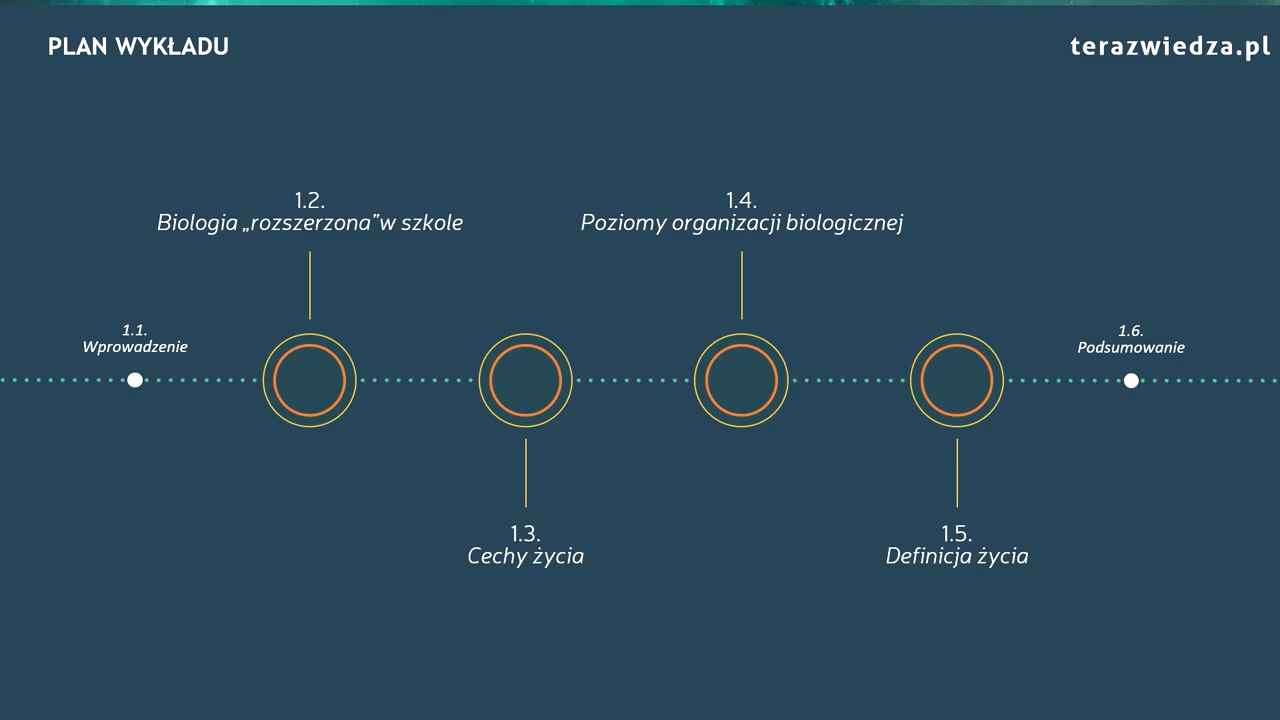 PLAN WYKŁADU
terazwiedza.pl
1.1.
Wprowadzenie
1.2.
Biologia „rozszerzona”w szkole
1.3.
Cechy życia
1.4.
Poziomy organizacji biologicznej
1.5.
Definicja życia
1.6.
Podsumowanie